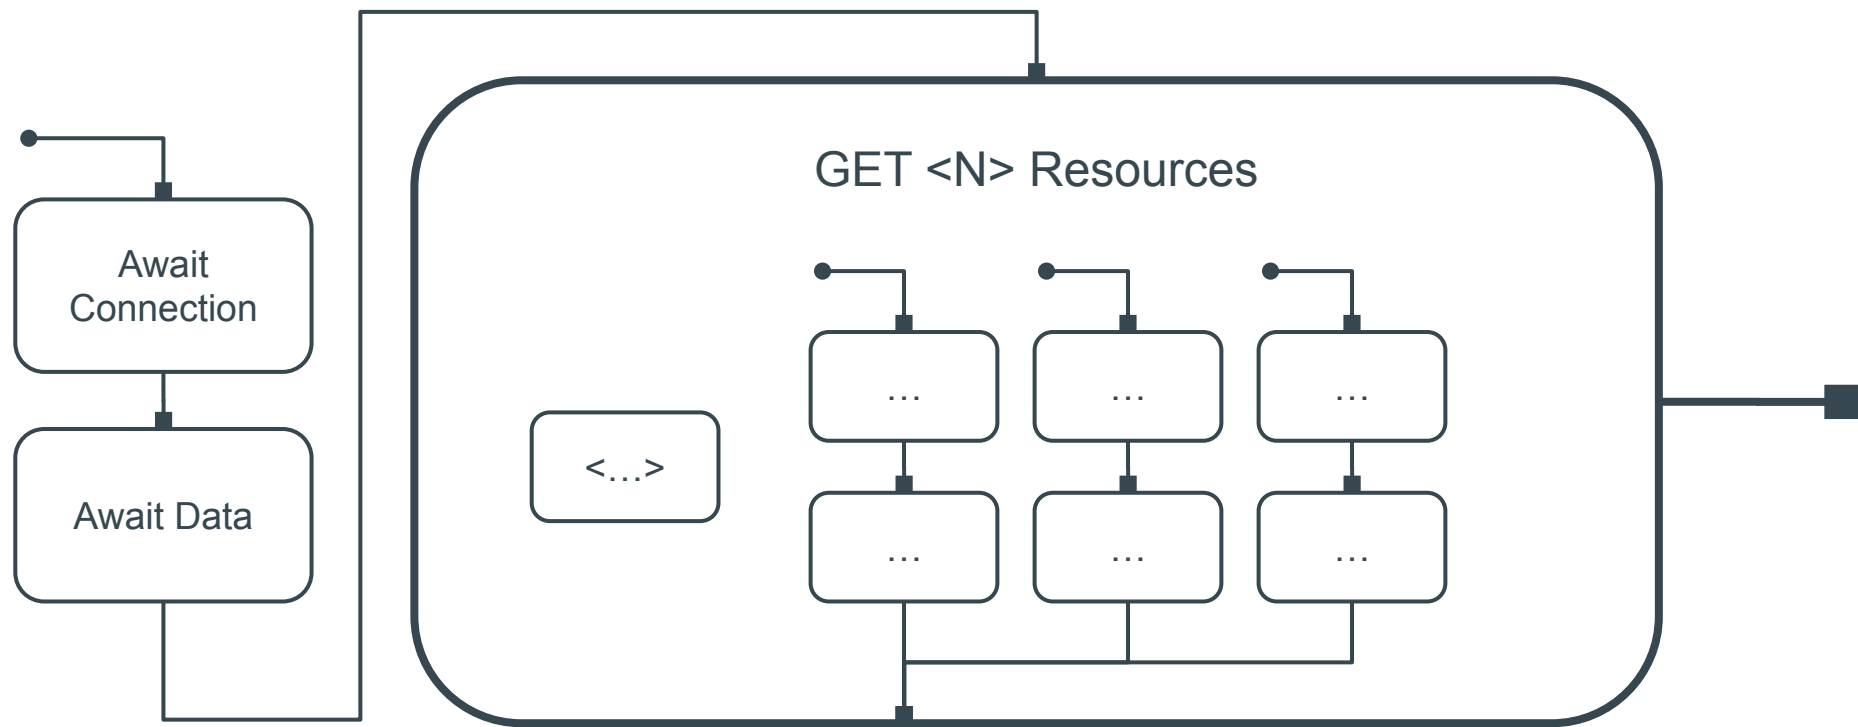 GET <N> Resources
Await
Connection
Await Data
<...>
...
...
...
...
...
...